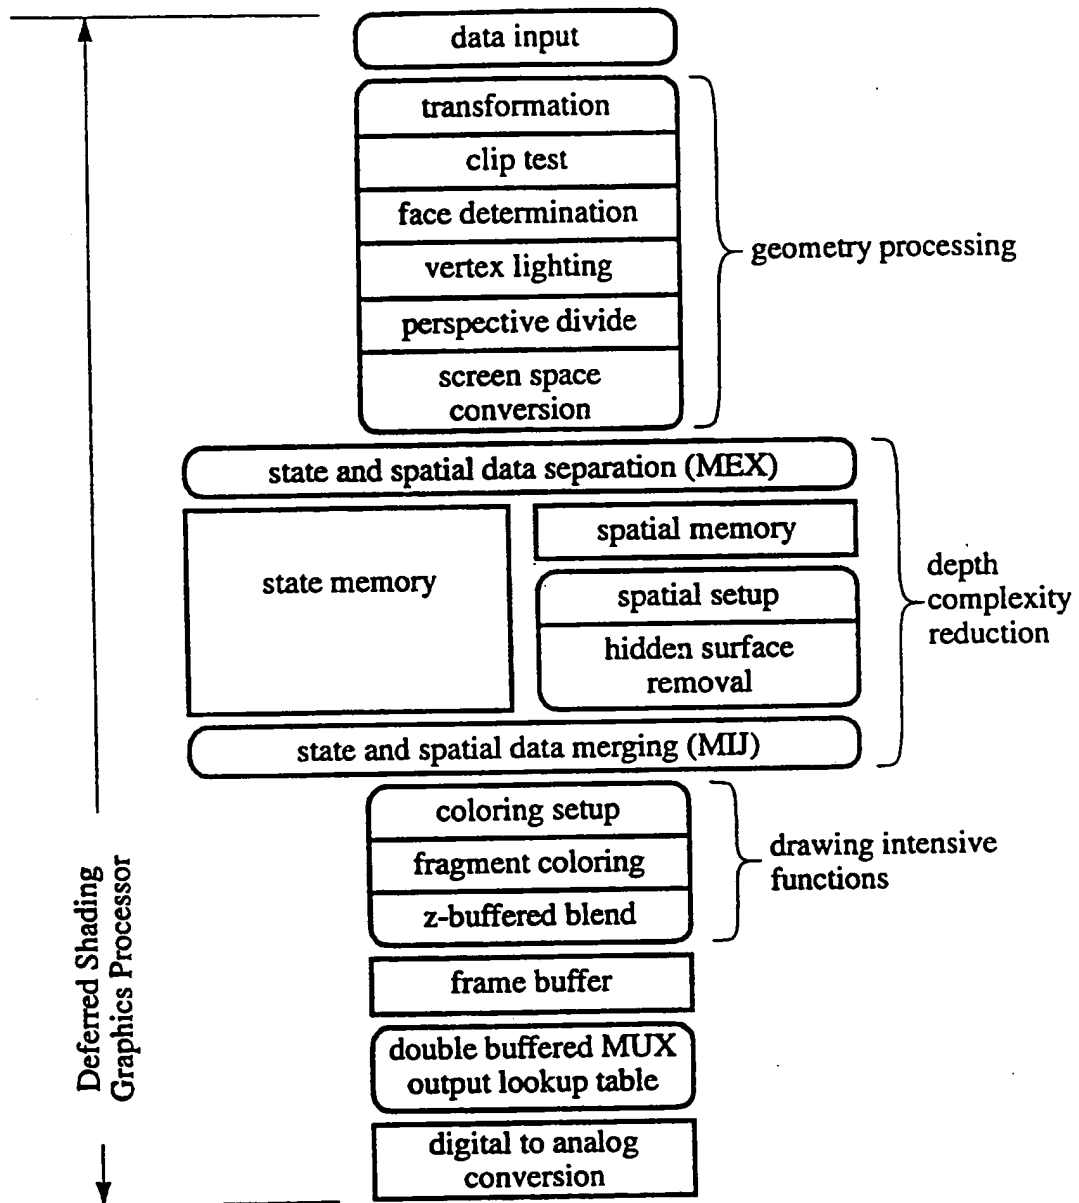 data input
transformation
clip test
face determination
vertex lighting
perspective divide
screen space
conversion
geometry processing
state and spatial data separation (MEX)
state memory
spatial memory
spatial setup
hidden surface
removal
depth
complexity
reduction
state and spatial data merging (MIJ)
coloring setup
fragment coloring
z-buffered blend
drawing intensive
functions
frame buffer
double buffered MUX
output lookup table
digital to analog
conversion
Deferred Shading
Graphics Processor